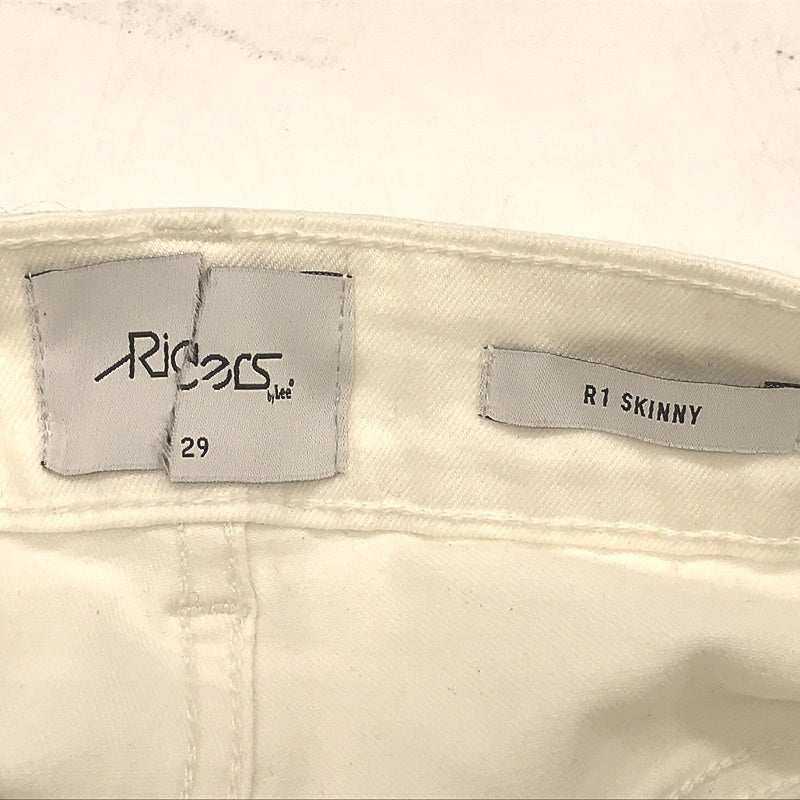 Riders
by Lee®
29
R1 SKINNY